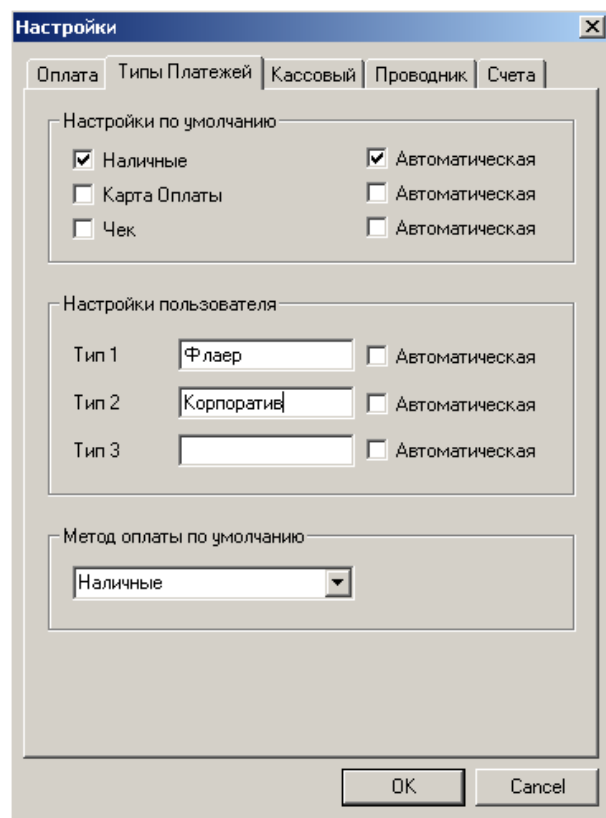 Настройки
Оплата Типы Платежей Кассовый Проводник Счета
Настройки по умолчанию
Наличные Автоматическая
Карта Оплаты Автоматическая
Чек Автоматическая
Настройки пользователя
Тип 1 Флаер Автоматическая
Тип 2 Корпоратив Автоматическая
Тип 3 Автоматическая
Метод оплаты по умолчанию
Наличные
OK Cancel